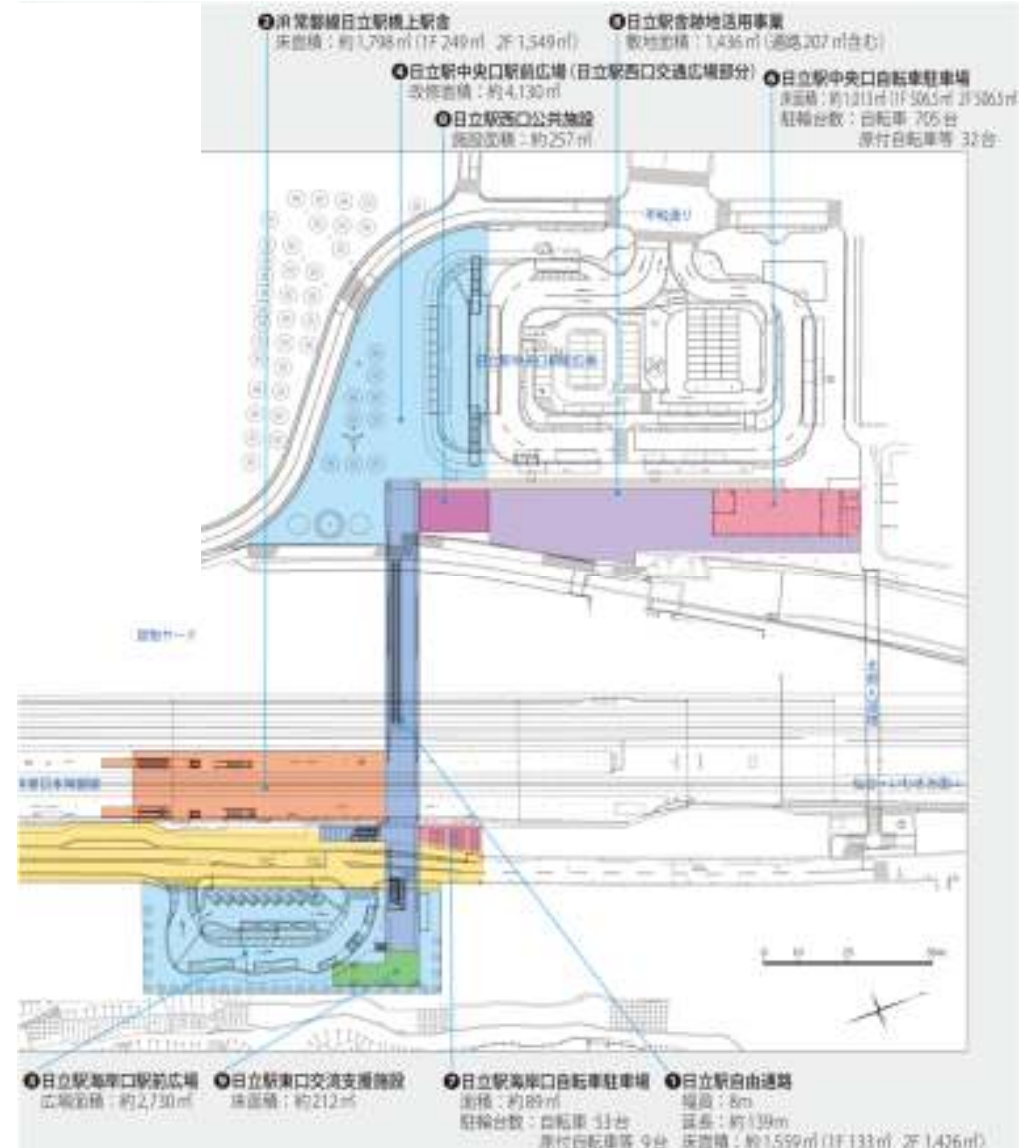 ❷JR常磐線日立駅橋上駅舎
床面積：約1,798㎡（1F 249㎡ 2F 1,549㎡）
日立駅舎跡地活用事業
敷地面積：1,436㎡（通路207㎡含む）
❹日立駅中央口駅前広場（日立駅西口交通広場部分）
改修面積：約4,130㎡
日立駅中央口自転車駐車場
床面積：約1,013㎡（1F 506.5㎡ 2F 506.5㎡
駐輪台数：自転車 705台
原付自転車等 32台
日立駅西口公共施設
施設面積：約257㎡
平和通り
日立駅中央口駅前広場
0
50m
日立駅海岸口駅前広場
広場面積：約2,730㎡
❾日立駅東口交流支援施設
床面積：約212㎡
❼日立駅海岸口自転車駐車場
面積：約89㎡
駐輪台数：自転車 53台
原付自転車等 9台
❶日立駅自由通路
幅員：8m
延長：約139m
床面積：約1,559㎡（1F 133㎡ 2F 1,426㎡）